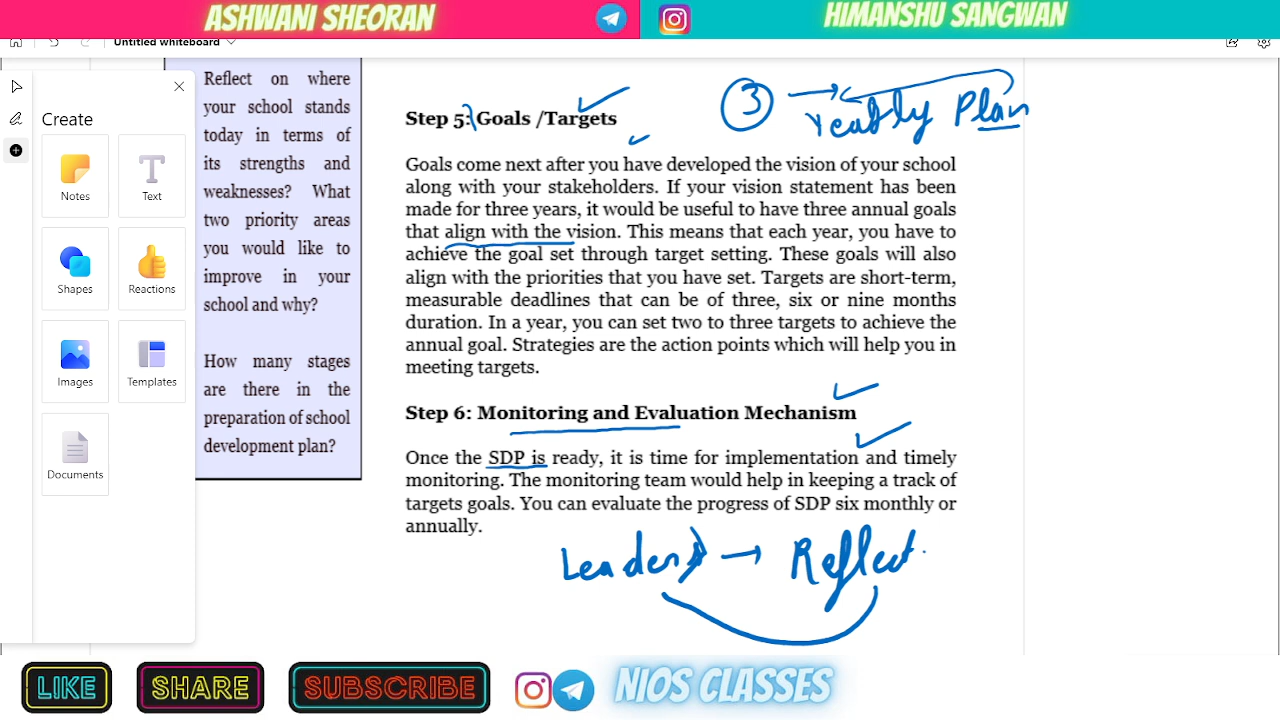 ASHWANI SHEORAN
HIMANSHU SANGWAN
Untitled whiteboard
Create
Notes
Text
Shapes
Reactions
Images
Templates
Documents
Reflect on where
your school stands
today in terms of
its strengths and
weaknesses? What
two priority areas
you would like to
improve in your
school and why?
How many stages
are there in the
preparation of school
development plan?
3 → Plan
Step 5: Goals /Targets
Goals come next after you have developed the vision of your school
along with your stakeholders. If your vision statement has been
made for three years, it would be useful to have three annual goals
that align with the vision. This means that each year, you have to
achieve the goal set through target setting. These goals will also
align with the priorities that you have set. Targets are short-term,
measurable deadlines that can be of three, six or nine months
duration. In a year, you can set two to three targets to achieve the
annual goal. Strategies are the action points which will help you in
meeting targets.
Step 6: Monitoring and Evaluation Mechanism
Once the SDP is ready, it is time for implementation and timely
monitoring. The monitoring team would help in keeping a track of
targets goals. You can evaluate the progress of SDP six monthly or
annually.
Leaders → Reflect
LIKE
SHARE
SUBSCRIBE
NIOS CLASSES